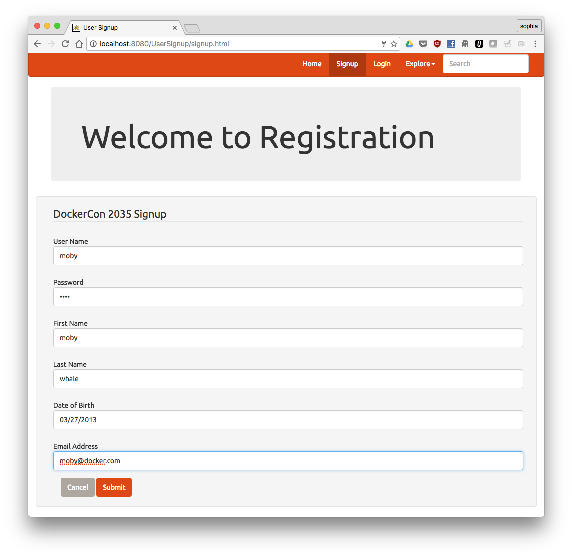 User Signup
sophia
localhost:8080/UserSignup/signup.html
Home Signup Login Explore Search
Welcome to Registration
DockerCon 2035 Signup
User Name
moby
Password
••••
First Name
moby
Last Name
whale
Date of Birth
03/27/2013
Email Address
moby@docker.com
Cancel Submit